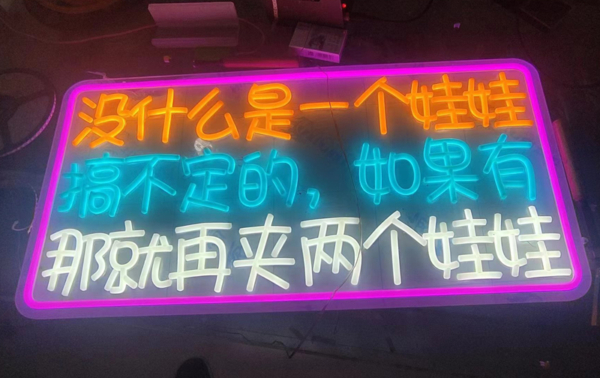 没什么是一个娃娃
搞不定的，如果有
那就再夹两个娃娃